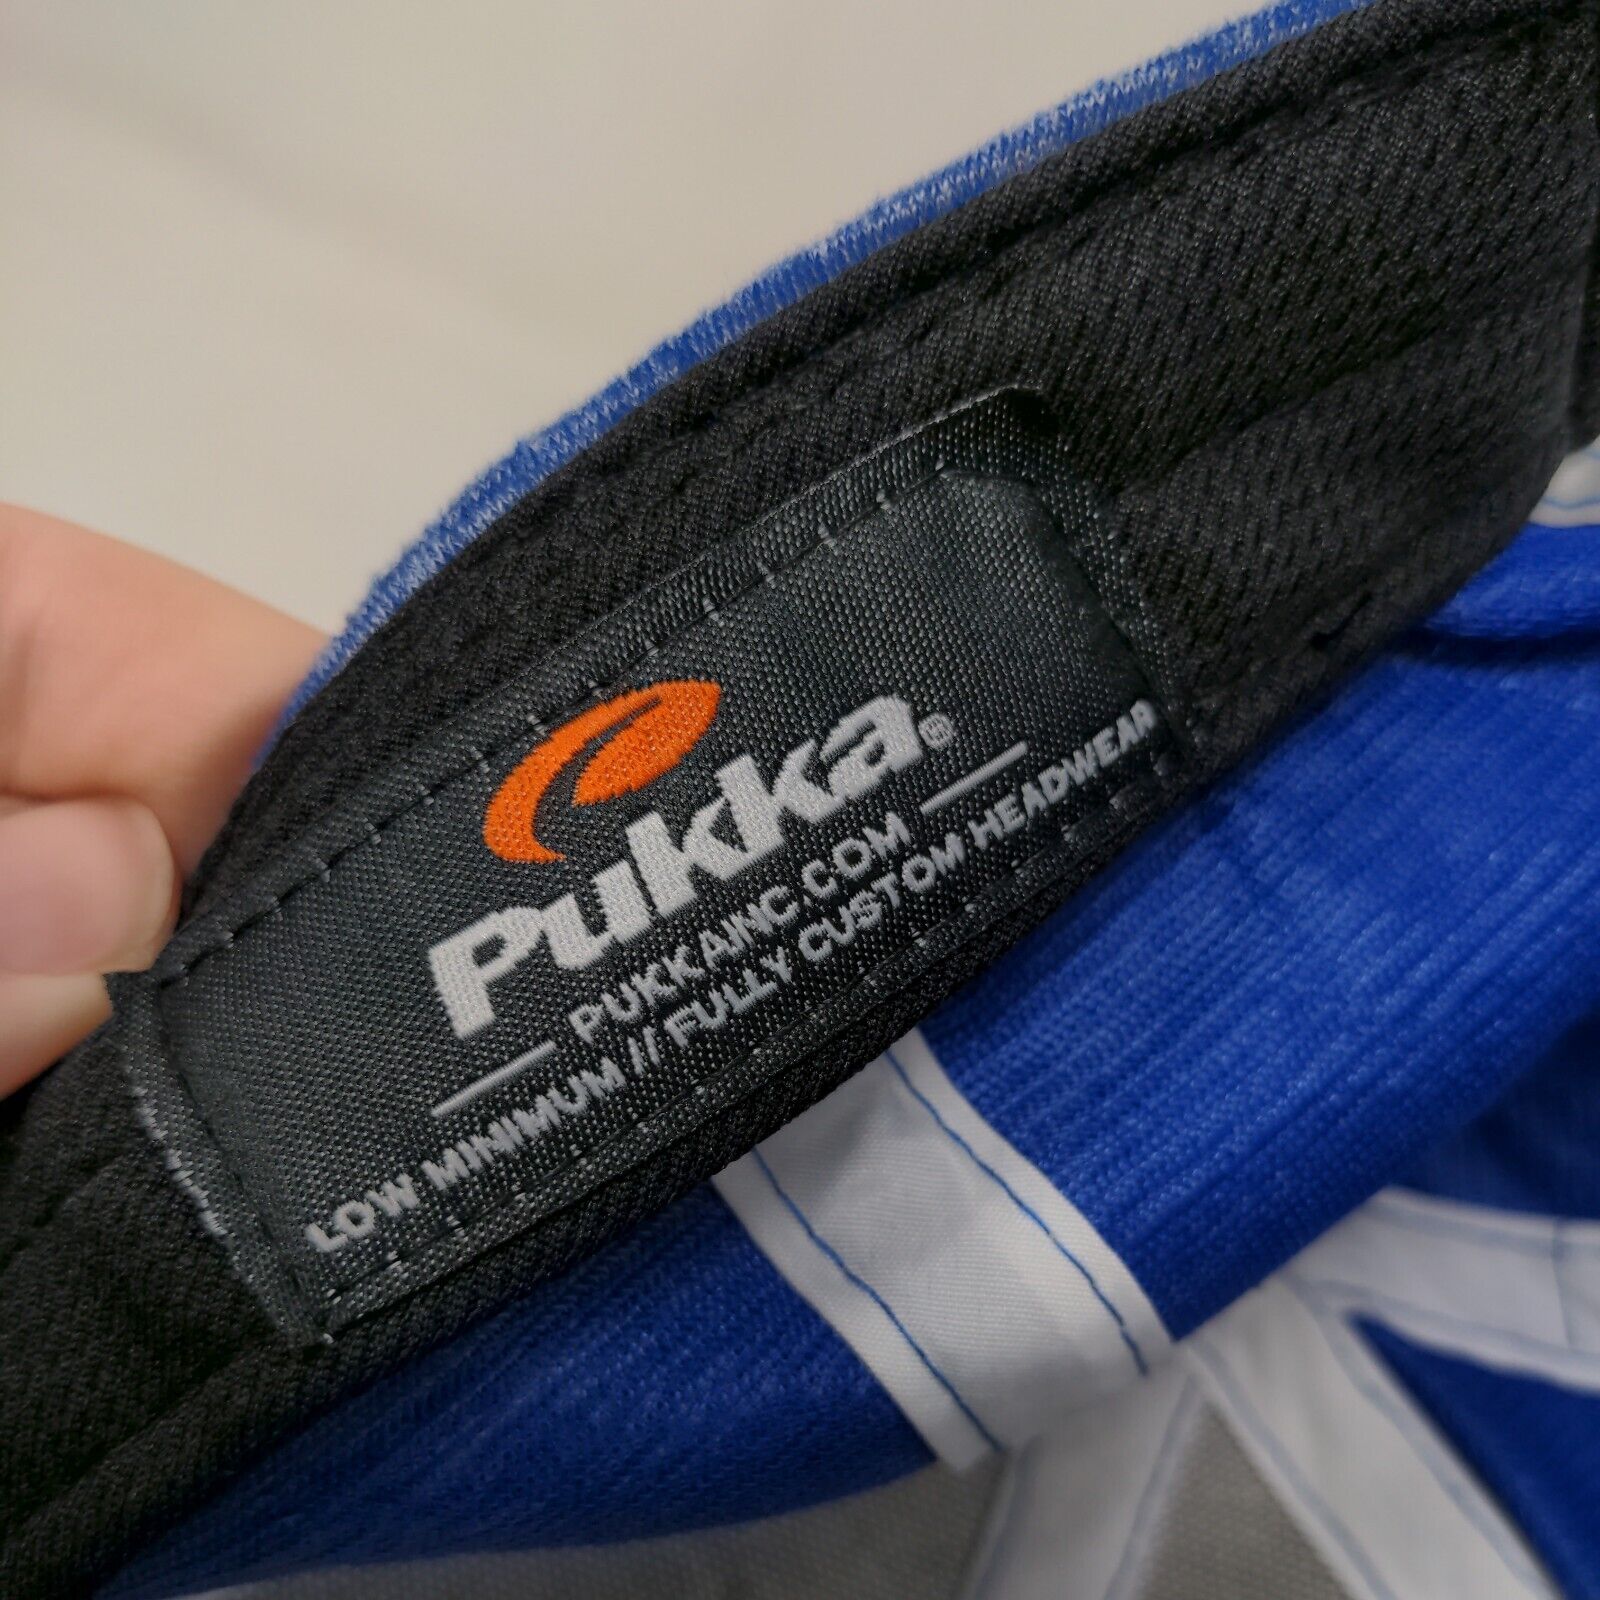 Pukka®
PUKKAINC.COM
LOW MINIMUM // FULLY CUSTOM HEADWEAR